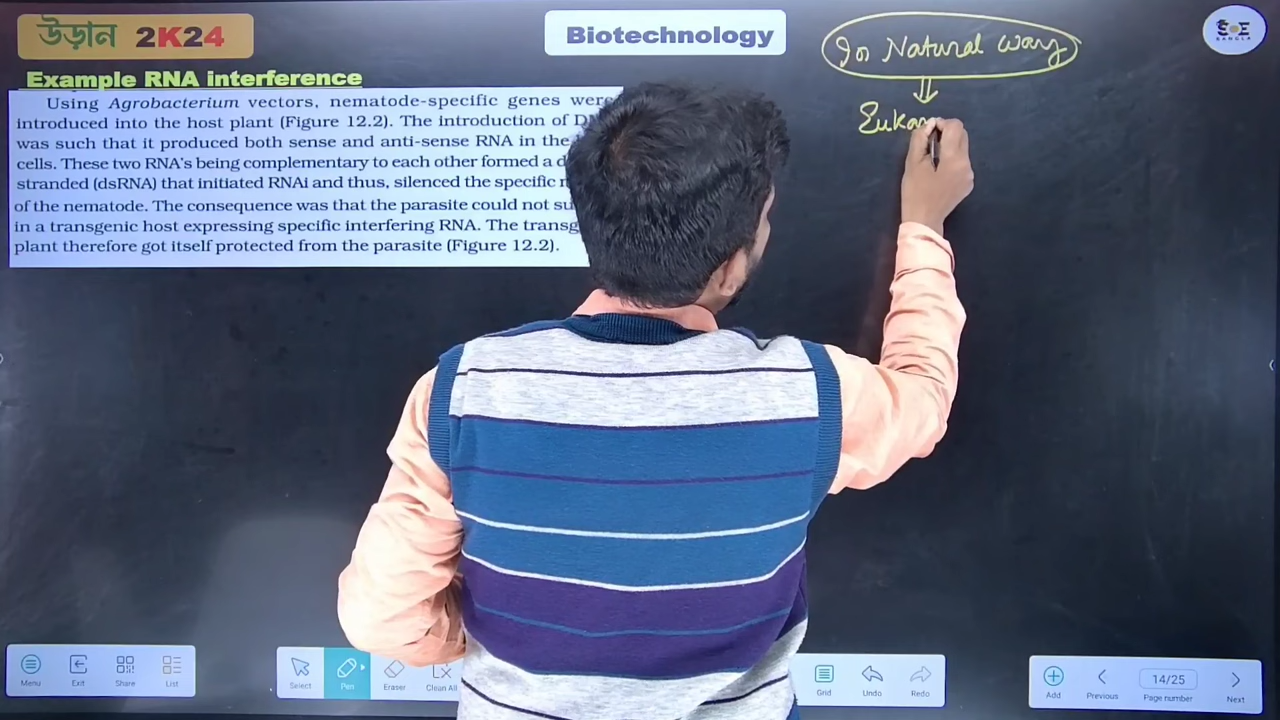 উড়ান 2K24
Biotechnology
In Natural way
SOE
BANGLA
Example RNA interference
Using Agrobacterium vectors, nematode-specific genes were
introduced into the host plant (Figure 12.2). The introduction of
was such that it produced both sense and anti-sense RNA in the
cells. These two RNA's being complementary to each other formed a
stranded (dsRNA) that initiated RNAi and thus, silenced the specific
of the nematode. The consequence was that the parasite could not
in a transgenic host expressing specific interfering RNA. The
plant therefore got itself protected from the parasite (Figure 12.2).
Menu
Exit
Share
List
Select
Pen
Eraser
Clean All
Grid
Undo
Redo
Add
Previous
14/25
Page number
Next